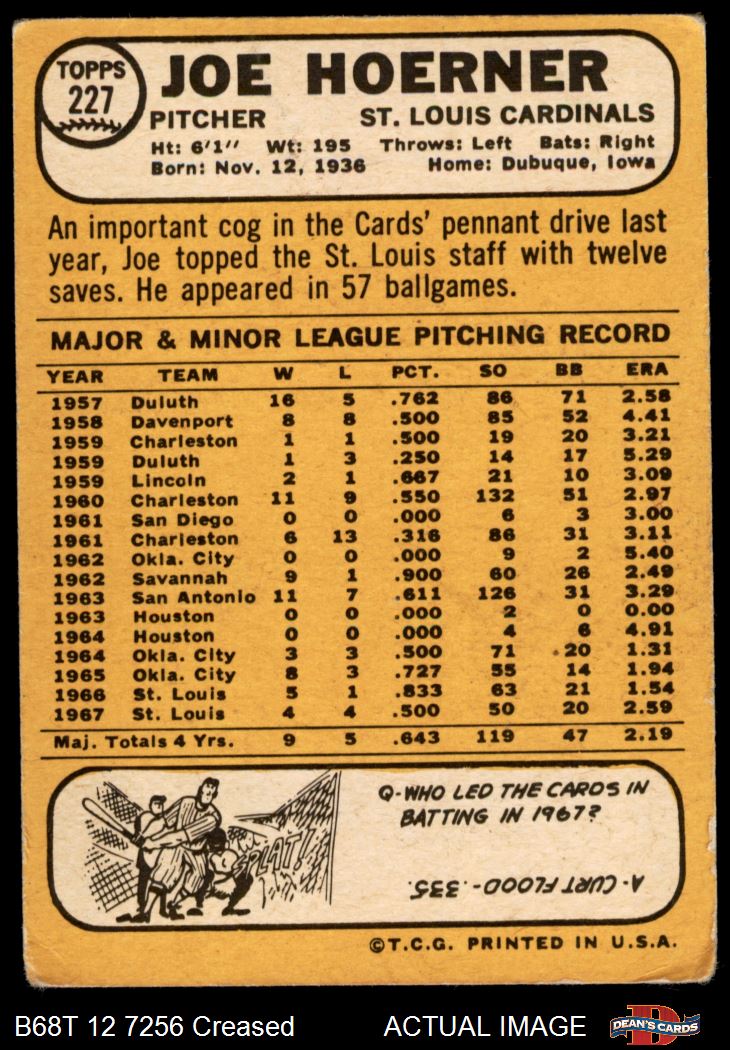 TOPPS
227
JOE HOERNER
PITCHER ST. LOUIS CARDINALS
Ht: 6'1" Wt: 195 Throws: Left Bats: Right
Born: Nov. 12, 1936 Home: Dubuque, Iowa
An important cog in the Cards' pennant drive last
year, Joe topped the St. Louis staff with twelve
saves. He appeared in 57 ballgames.
MAJOR & MINOR LEAGUE PITCHING RECORD
YEAR TEAM W L PCT. SO BB ERA
1957 Duluth 16 5 .762 86 71 2.58
1958 Davenport 8 8 .500 85 52 4.41
1959 Charleston 1 1 .500 19 20 3.21
1959 Duluth 1 3 .250 14 17 5.29
1959 Lincoln 2 1 .667 21 10 3.09
1960 Charleston 11 9 .550 132 51 2.97
1961 San Diego 0 0 .000 6 3 3.00
1961 Charleston 6 13 .316 86 31 3.11
1962 Okla. City 0 0 .000 9 2 5.40
1962 Savannah 9 1 .900 60 26 2.49
1963 San Antonio 11 7 .611 126 31 3.29
1963 Houston 0 0 .000 2 0 0.00
1964 Houston 0 0 .000 4 6 4.91
1964 Okla. City 3 3 .500 71 20 1.31
1965 Okla. City 8 3 .727 55 14 1.94
1966 St. Louis 5 1 .833 63 21 1.54
1967 St. Louis 4 4 .500 50 20 2.59
Maj. Totals 4 Yrs. 9 5 .643 119 47 2.19
SPLAT!
Q-WHO LED THE CARDS IN
BATTING IN 1967?
A-CURT FLOOD-.335.
©T.C.G. PRINTED IN U.S.A.
B68T 12 7256 Creased ACTUAL IMAGE
D
DEAN'S CARDS